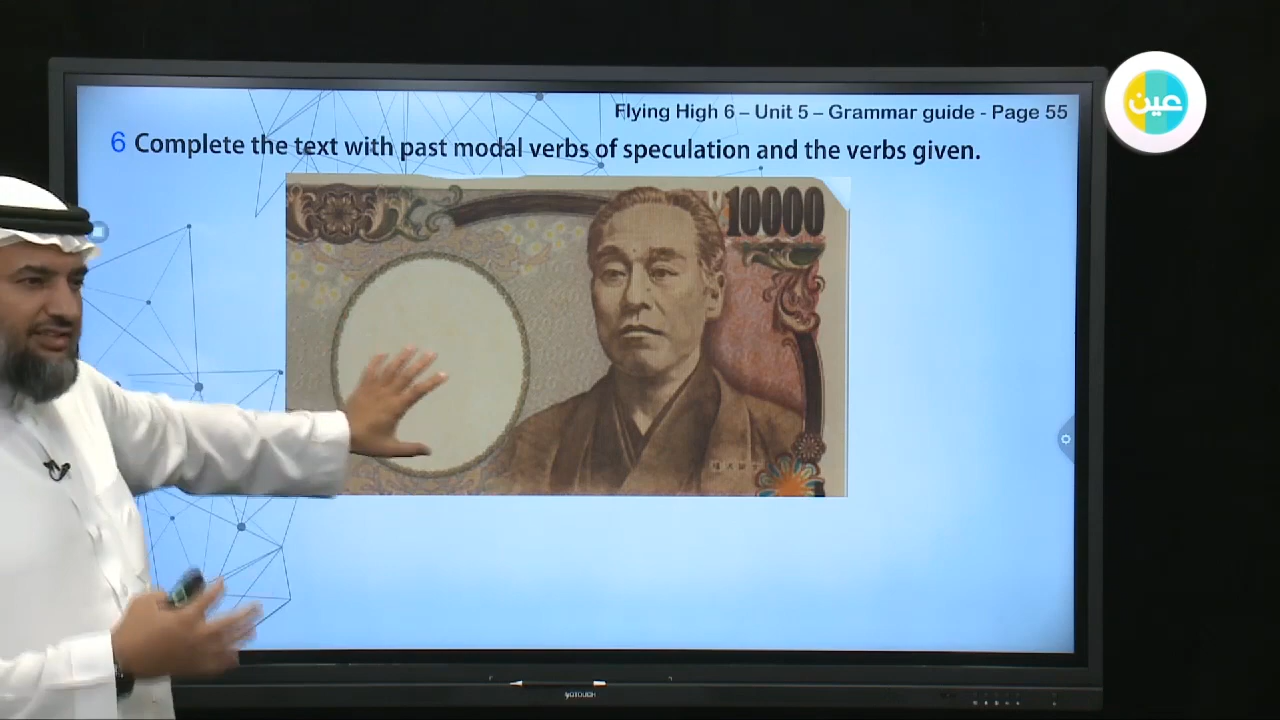 Flying High 6 – Unit 5 – Grammar guide - Page 55
عين
6 Complete the text with past modal verbs of speculation and the verbs given.
10000